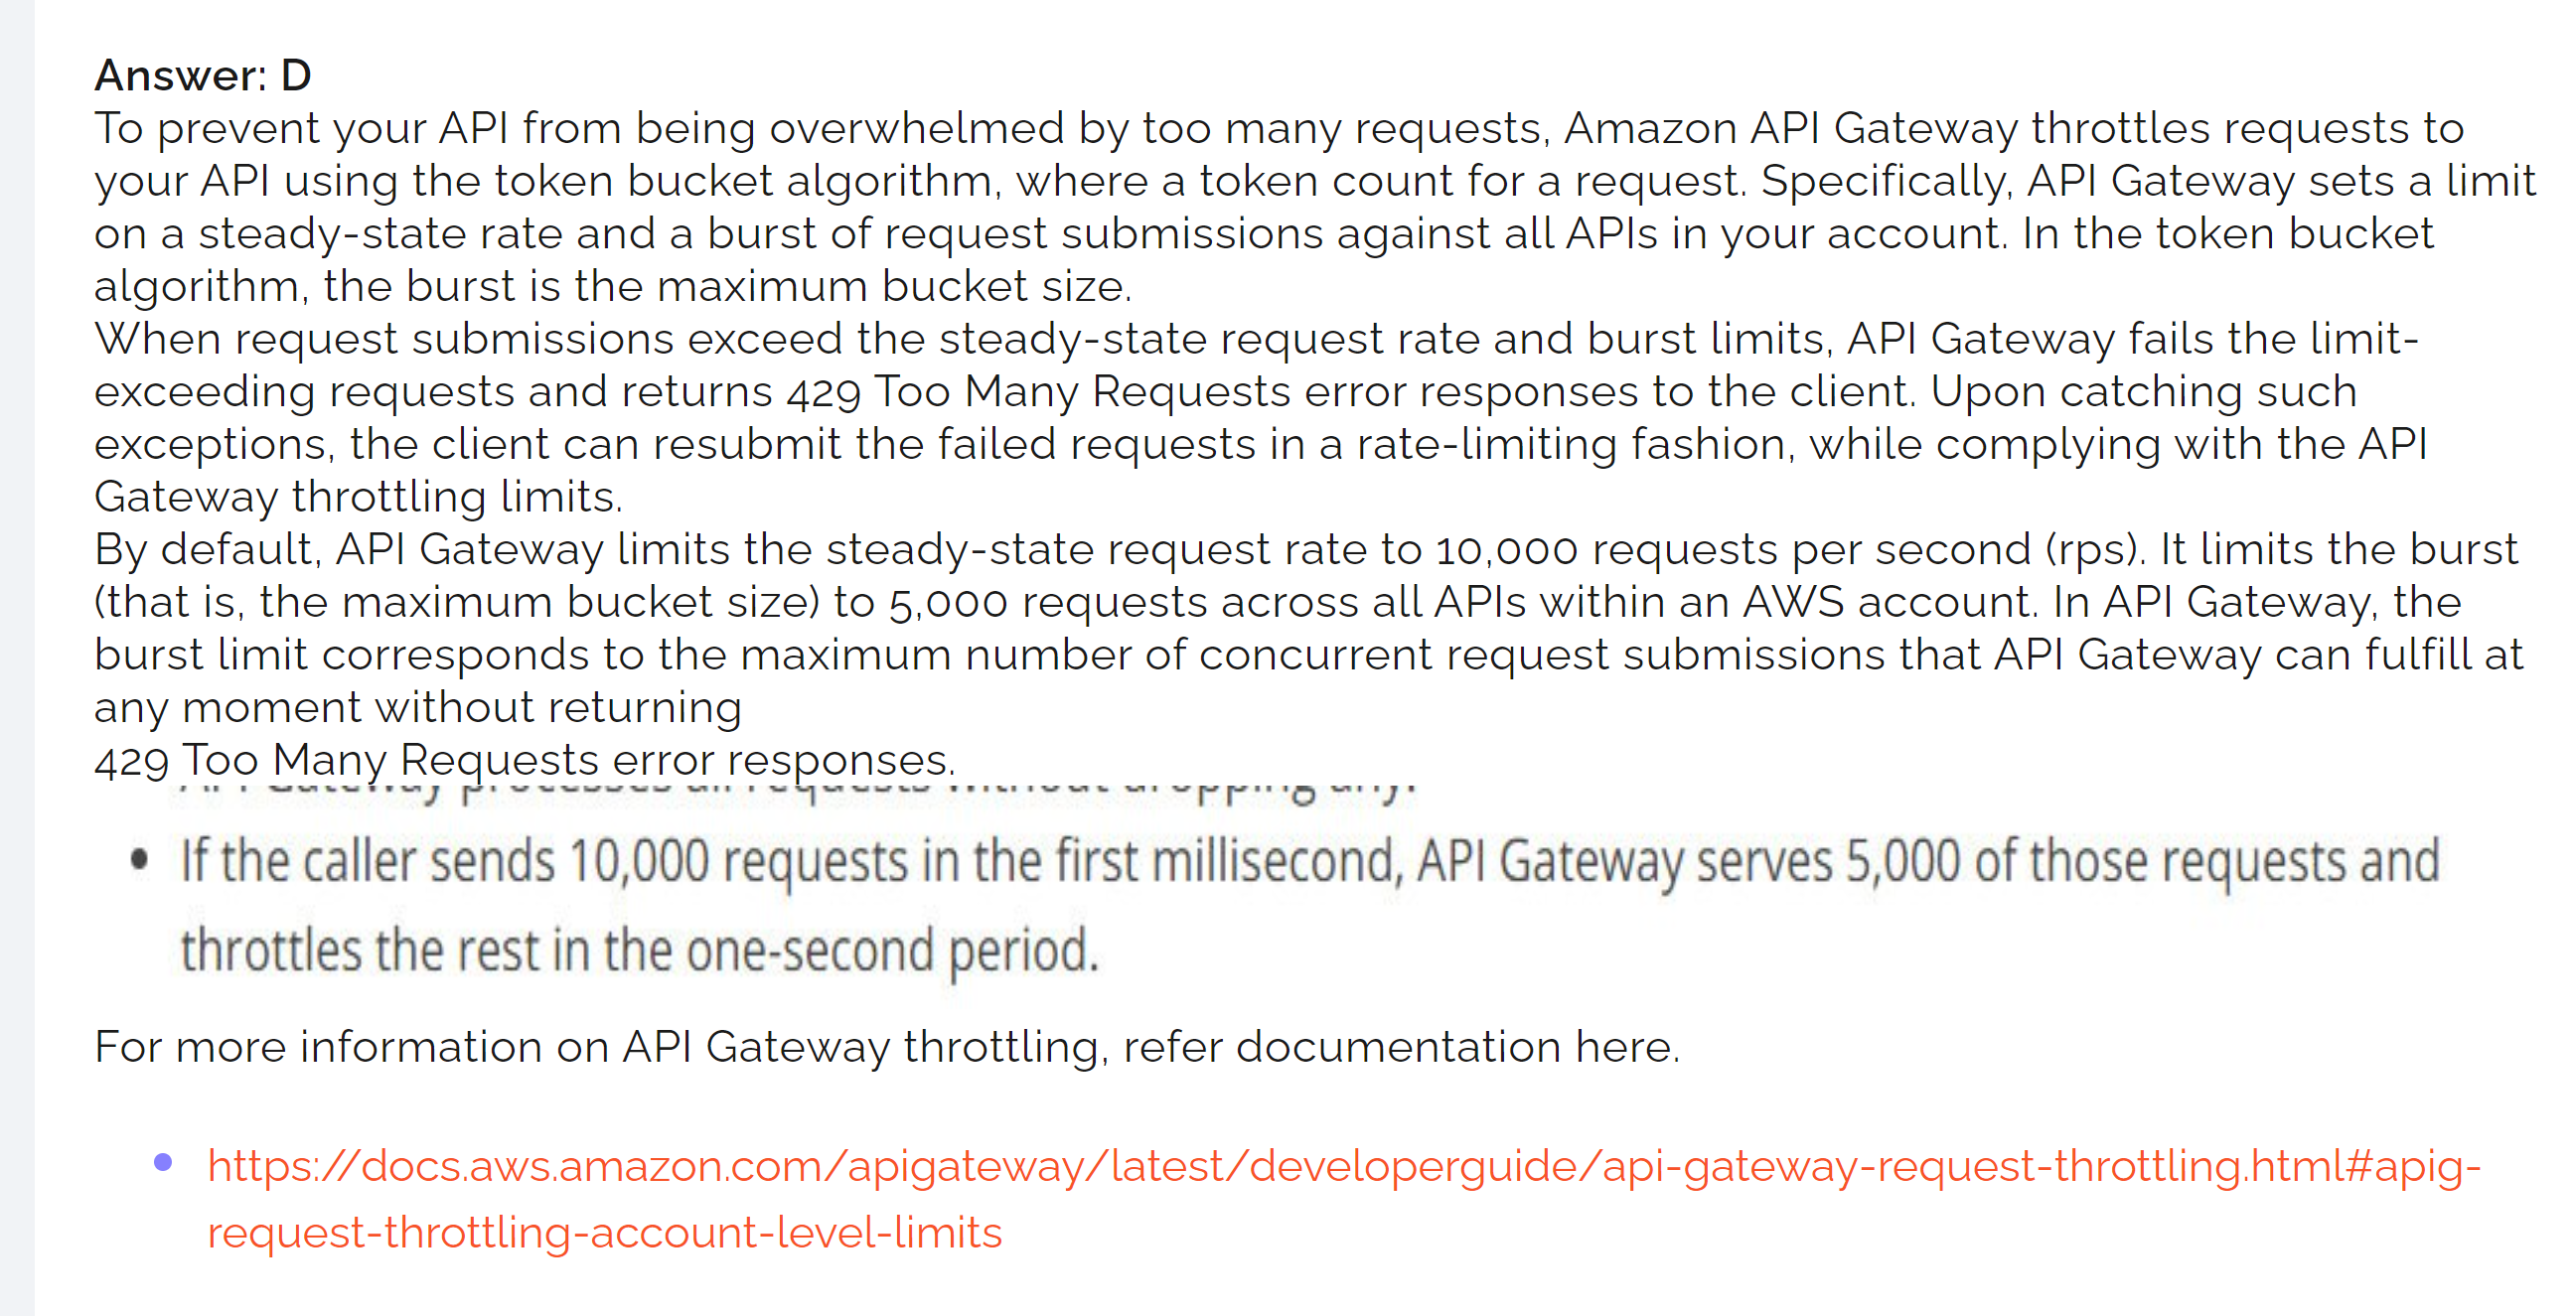 Answer: D
To prevent your API from being overwhelmed by too many requests, Amazon API Gateway throttles requests to
your API using the token bucket algorithm, where a token count for a request. Specifically, API Gateway sets a limit
on a steady-state rate and a burst of request submissions against all APIs in your account. In the token bucket
algorithm, the burst is the maximum bucket size.
When request submissions exceed the steady-state request rate and burst limits, API Gateway fails the limit-
exceeding requests and returns 429 Too Many Requests error responses to the client. Upon catching such
exceptions, the client can resubmit the failed requests in a rate-limiting fashion, while complying with the API
Gateway throttling limits.
By default, API Gateway limits the steady-state request rate to 10,000 requests per second (rps). It limits the burst
(that is, the maximum bucket size) to 5,000 requests across all APIs within an AWS account. In API Gateway, the
burst limit corresponds to the maximum number of concurrent request submissions that API Gateway can fulfill at
any moment without returning
429 Too Many Requests error responses.
API Gateway processes all requests without dropping any.
• If the caller sends 10,000 requests in the first millisecond, API Gateway serves 5,000 of those requests and
throttles the rest in the one-second period.
For more information on API Gateway throttling, refer documentation here.
• https://docs.aws.amazon.com/apigateway/latest/developerguide/api-gateway-request-throttling.html#apig-
request-throttling-account-level-limits